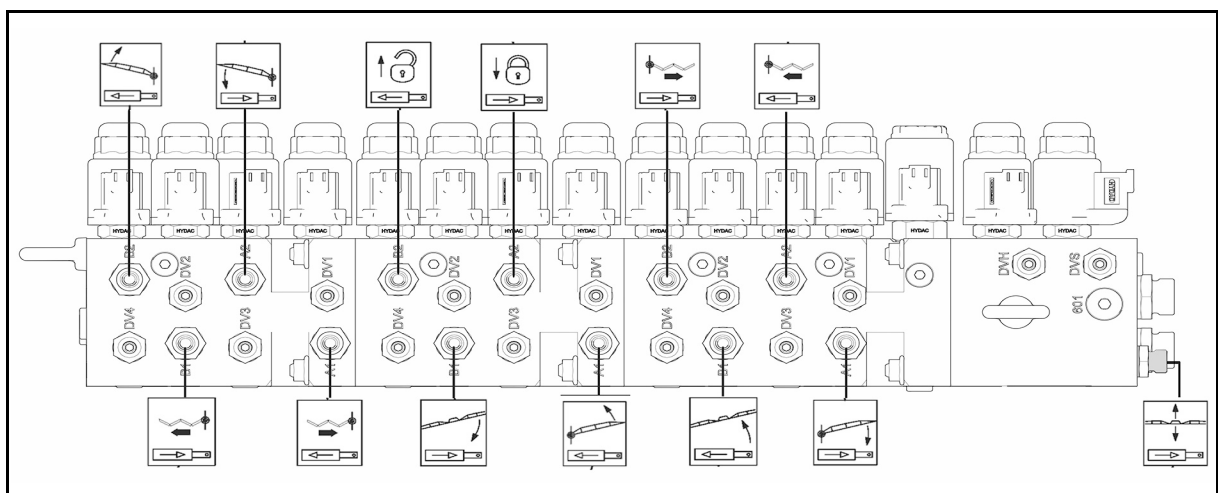 HYDAC
HYDAC HYDAC HYDAC HYDAC HYDAC HYDAC HYDAC HYDAC HYDAC HYDAC HYDAC HYDAC HYDAC HYDAC HYDAC
B2 DV2 A2 DV1 B2 DV2 A2 DV1 B2 DV2 A2 DV1 DVH DVS
DV4 DV3 DV4 DV3 DV4 DV3 601
B1 A1 B1 A1 B1 A1